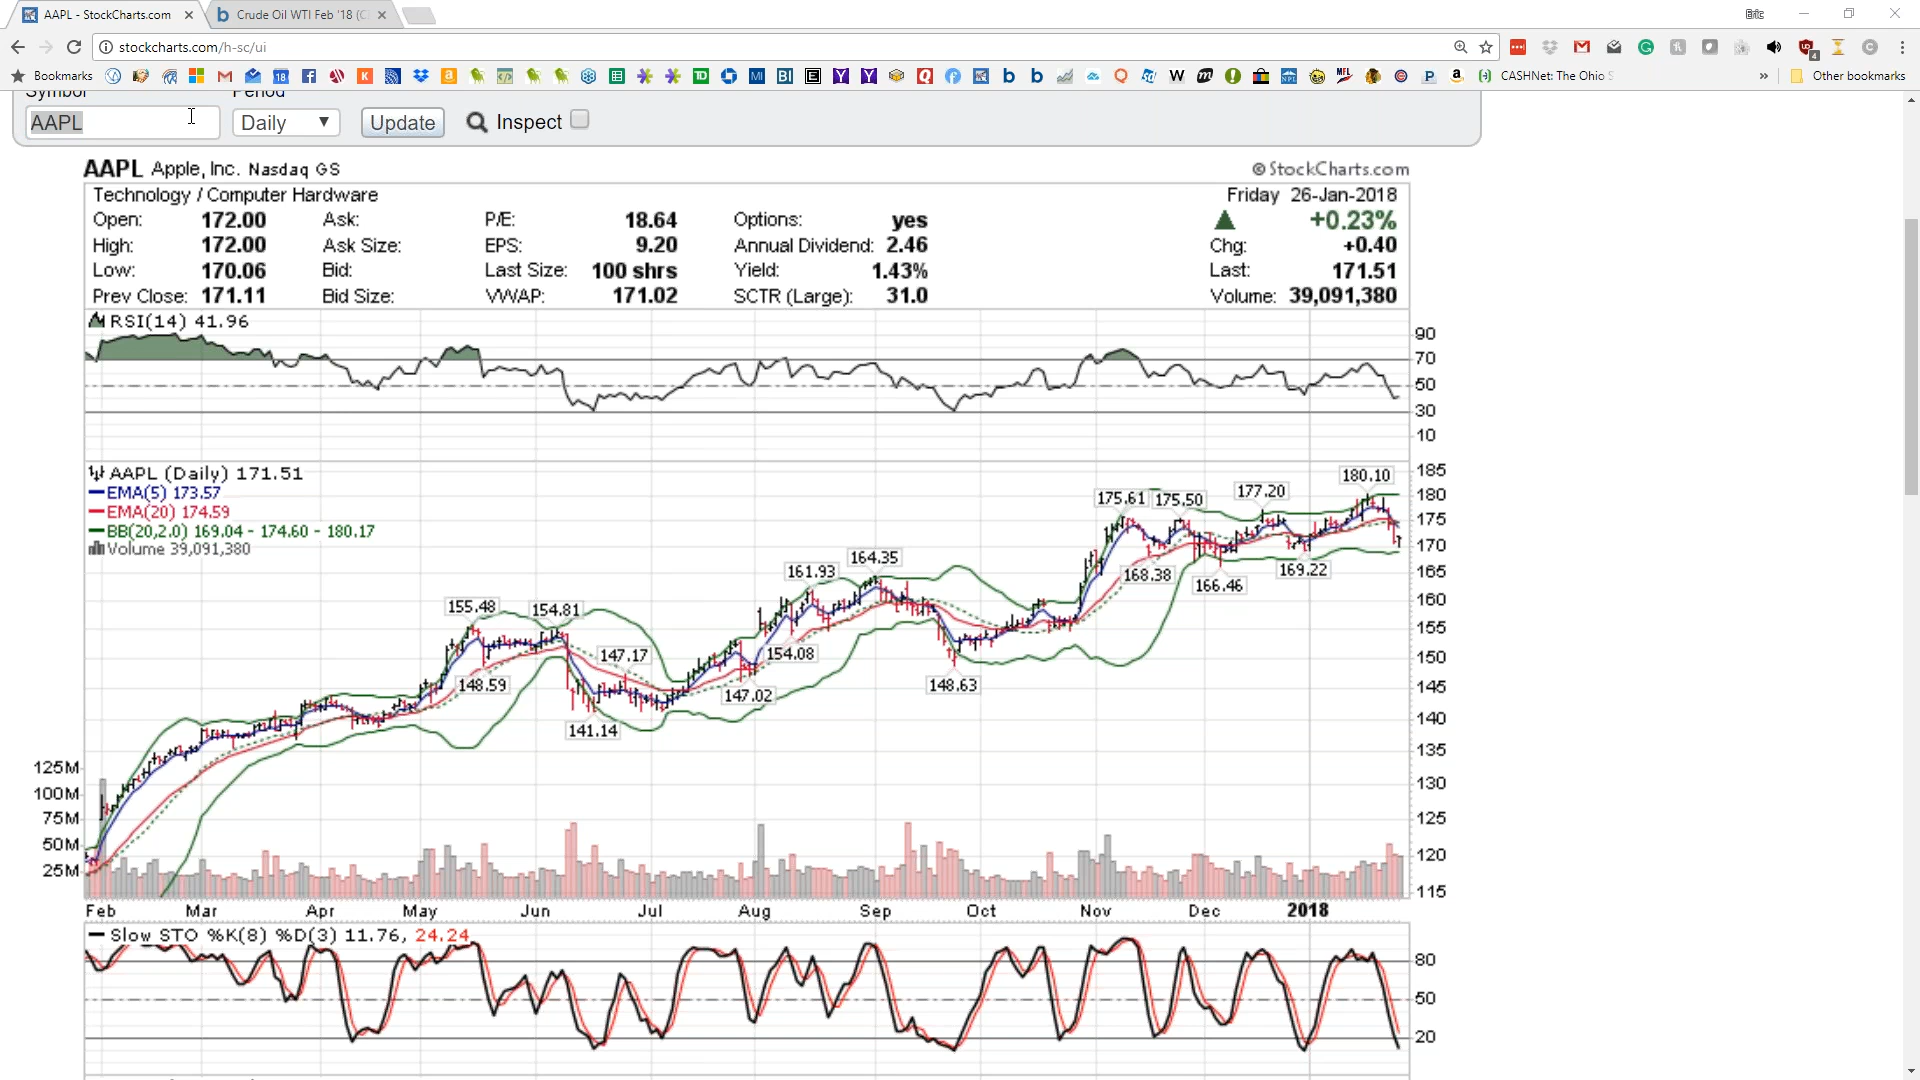 AAPL - StockCharts.com
Crude Oil WTI Feb '18 (C
Eric
stockcharts.com/h-sc/ui
Bookmarks
CASHNet: The Ohio S
» Other bookmarks
Symbol Period
AAPL Daily ▼ Update Inspect
AAPL Apple, Inc. Nasdaq GS © StockCharts.com
Technology / Computer Hardware Friday 26-Jan-2018
Open: 172.00 Ask: P/E: 18.64 Options: yes ▲ +0.23%
High: 172.00 Ask Size: EPS: 9.20 Annual Dividend: 2.46 Chg: +0.40
Low: 170.06 Bid: Last Size: 100 shrs Yield: 1.43% Last: 171.51
Prev Close: 171.11 Bid Size: VWAP: 171.02 SCTR (Large): 31.0 Volume: 39,091,380
RSI(14) 41.96
90
70
50
30
10
AAPL (Daily) 171.51
EMA(5) 173.57
EMA(20) 174.59
BB(20,2.0) 169.04 - 174.60 - 180.17
Volume 39,091,380
185
180
175
170
165
160
155
150
145
140
135
130
125
120
115
180.10
175.61 175.50 177.20
164.35
161.93
168.38 166.46 169.22
155.48 154.81
147.17 154.08
148.59 147.02 148.63
141.14
125M
100M
75M
50M
25M
Feb Mar Apr May Jun Jul Aug Sep Oct Nov Dec 2018
Slow STO %K(8) %D(3) 11.76, 24.24
80
50
20